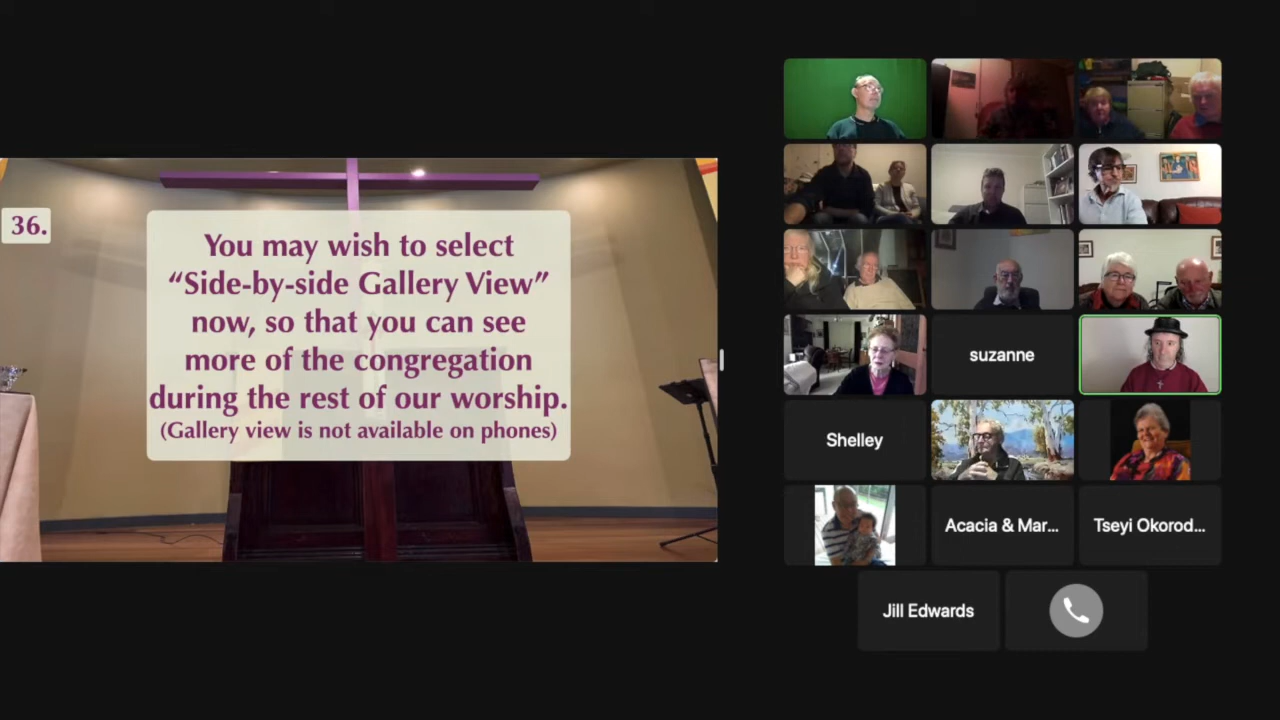 36.
You may wish to select
“Side-by-side Gallery View”
now, so that you can see
more of the congregation
during the rest of our worship.
(Gallery view is not available on phones)
suzanne
Shelley
Acacia & Mar...
Tseyi Okorod...
Jill Edwards